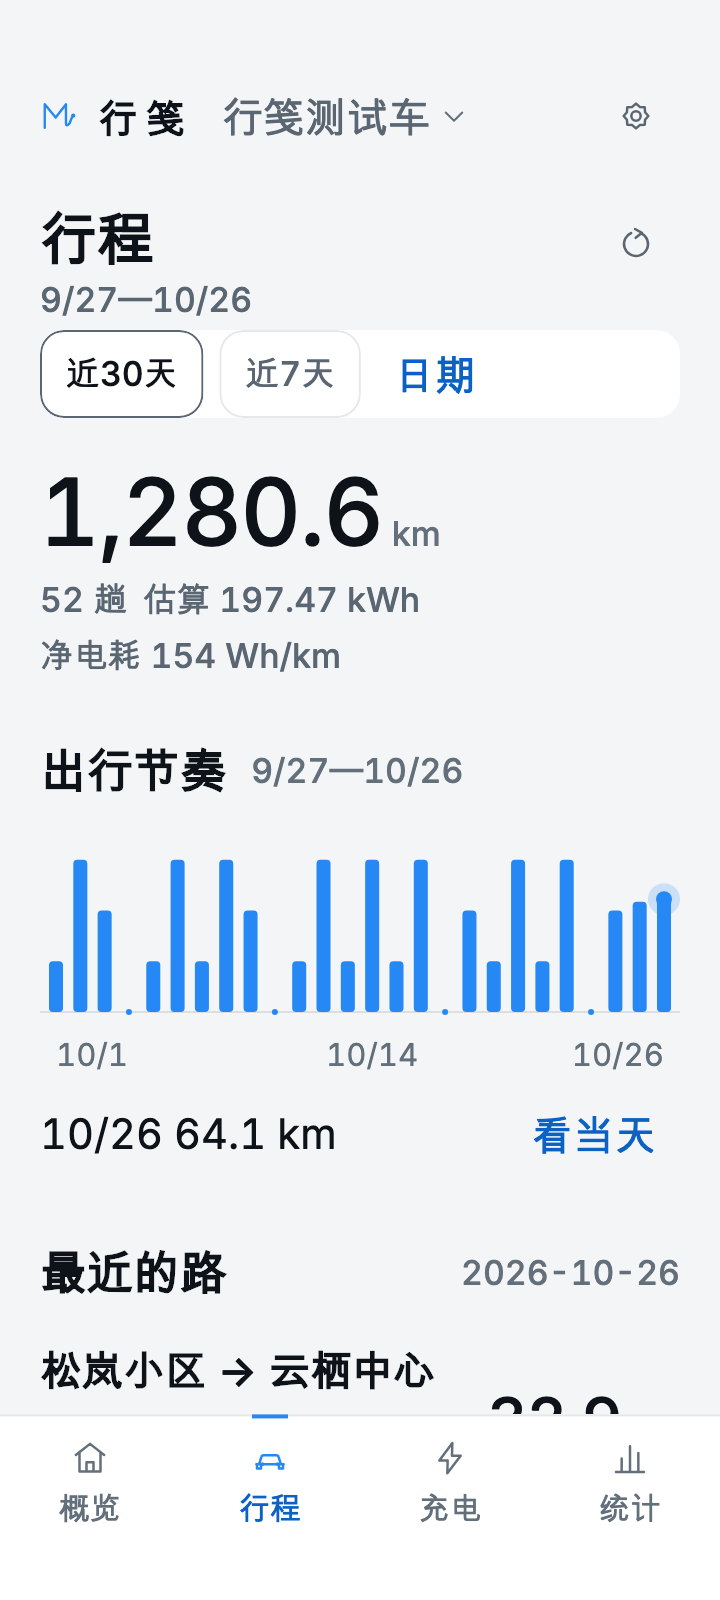 行笺 行笺测试车
行程
9/27—10/26
近30天 近7天 日期
1,280.6 km
52 趟 估算 197.47 kWh
净电耗 154 Wh/km
出行节奏 9/27—10/26
10/1 10/14 10/26
10/26 64.1 km 看当天
最近的路 2026-10-26
松岚小区 → 云栖中心
概览 行程 充电 统计